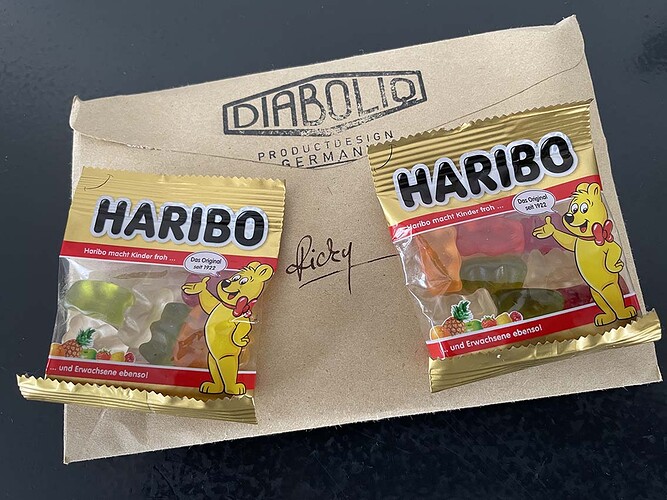 DIABOLIQ
PRODUCTDESIGN
GERMAN
Ricky
HARIBO
Haribo macht Kinder froh ...
Das Original
seit 1922
... und Erwachsene ebenso!
HARIBO
Haribo macht Kinder froh ...
Das Original
seit 1922
... und Erwachsene ebenso!